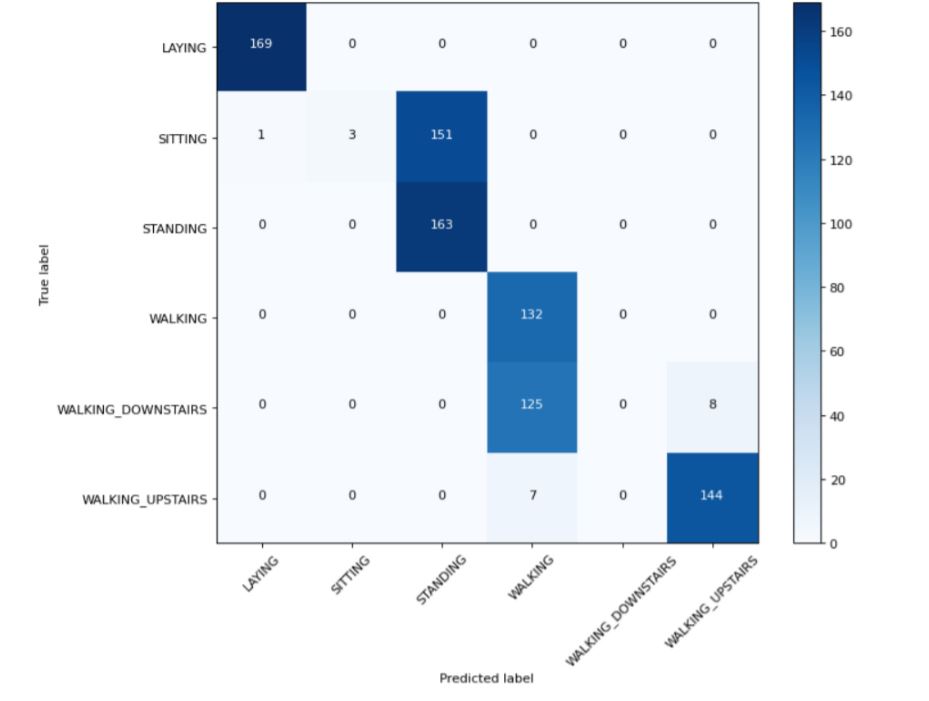 LAYING 169 0 0 0 0 0
SITTING 1 3 151 0 0 0
STANDING 0 0 163 0 0 0
WALKING 0 0 0 132 0 0
WALKING_DOWNSTAIRS 0 0 0 125 0 8
WALKING_UPSTAIRS 0 0 0 7 0 144
True label
LAYING SITTING STANDING WALKING WALKING_DOWNSTAIRS WALKING_UPSTAIRS
Predicted label
160
140
120
100
80
60
40
20
0